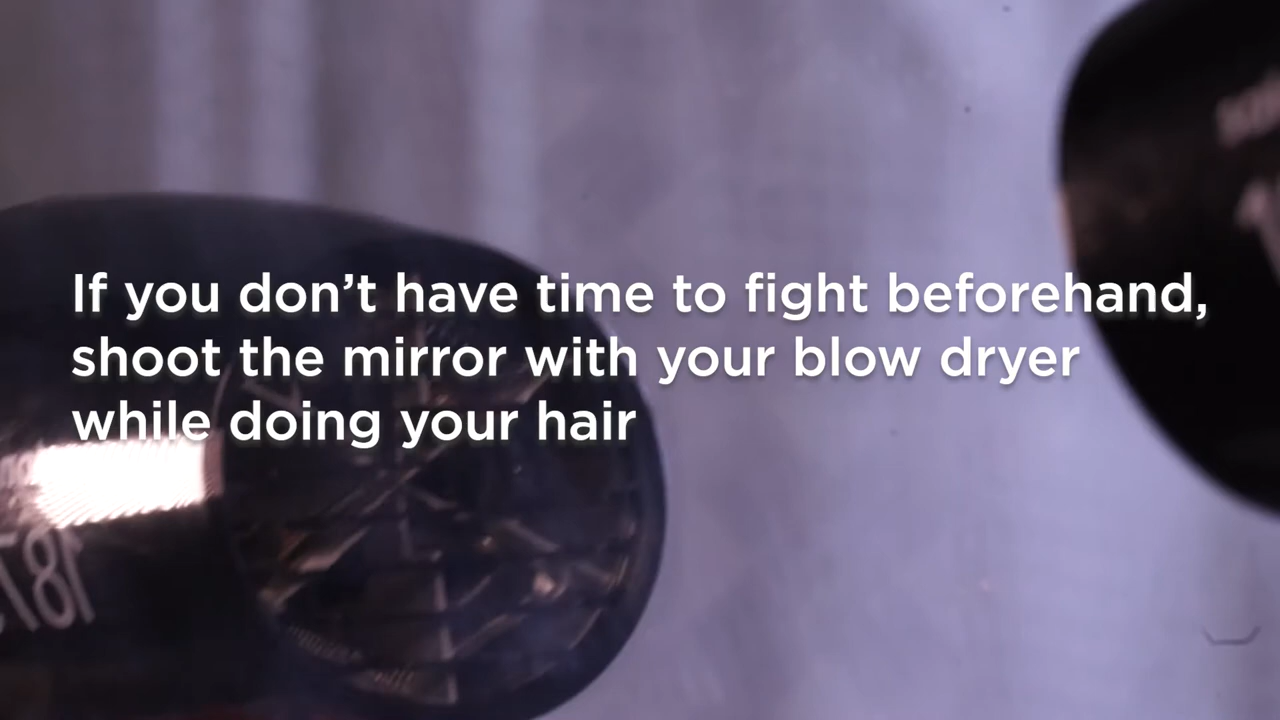 If you don’t have time to fight beforehand,
shoot the mirror with your blow dryer
while doing your hair